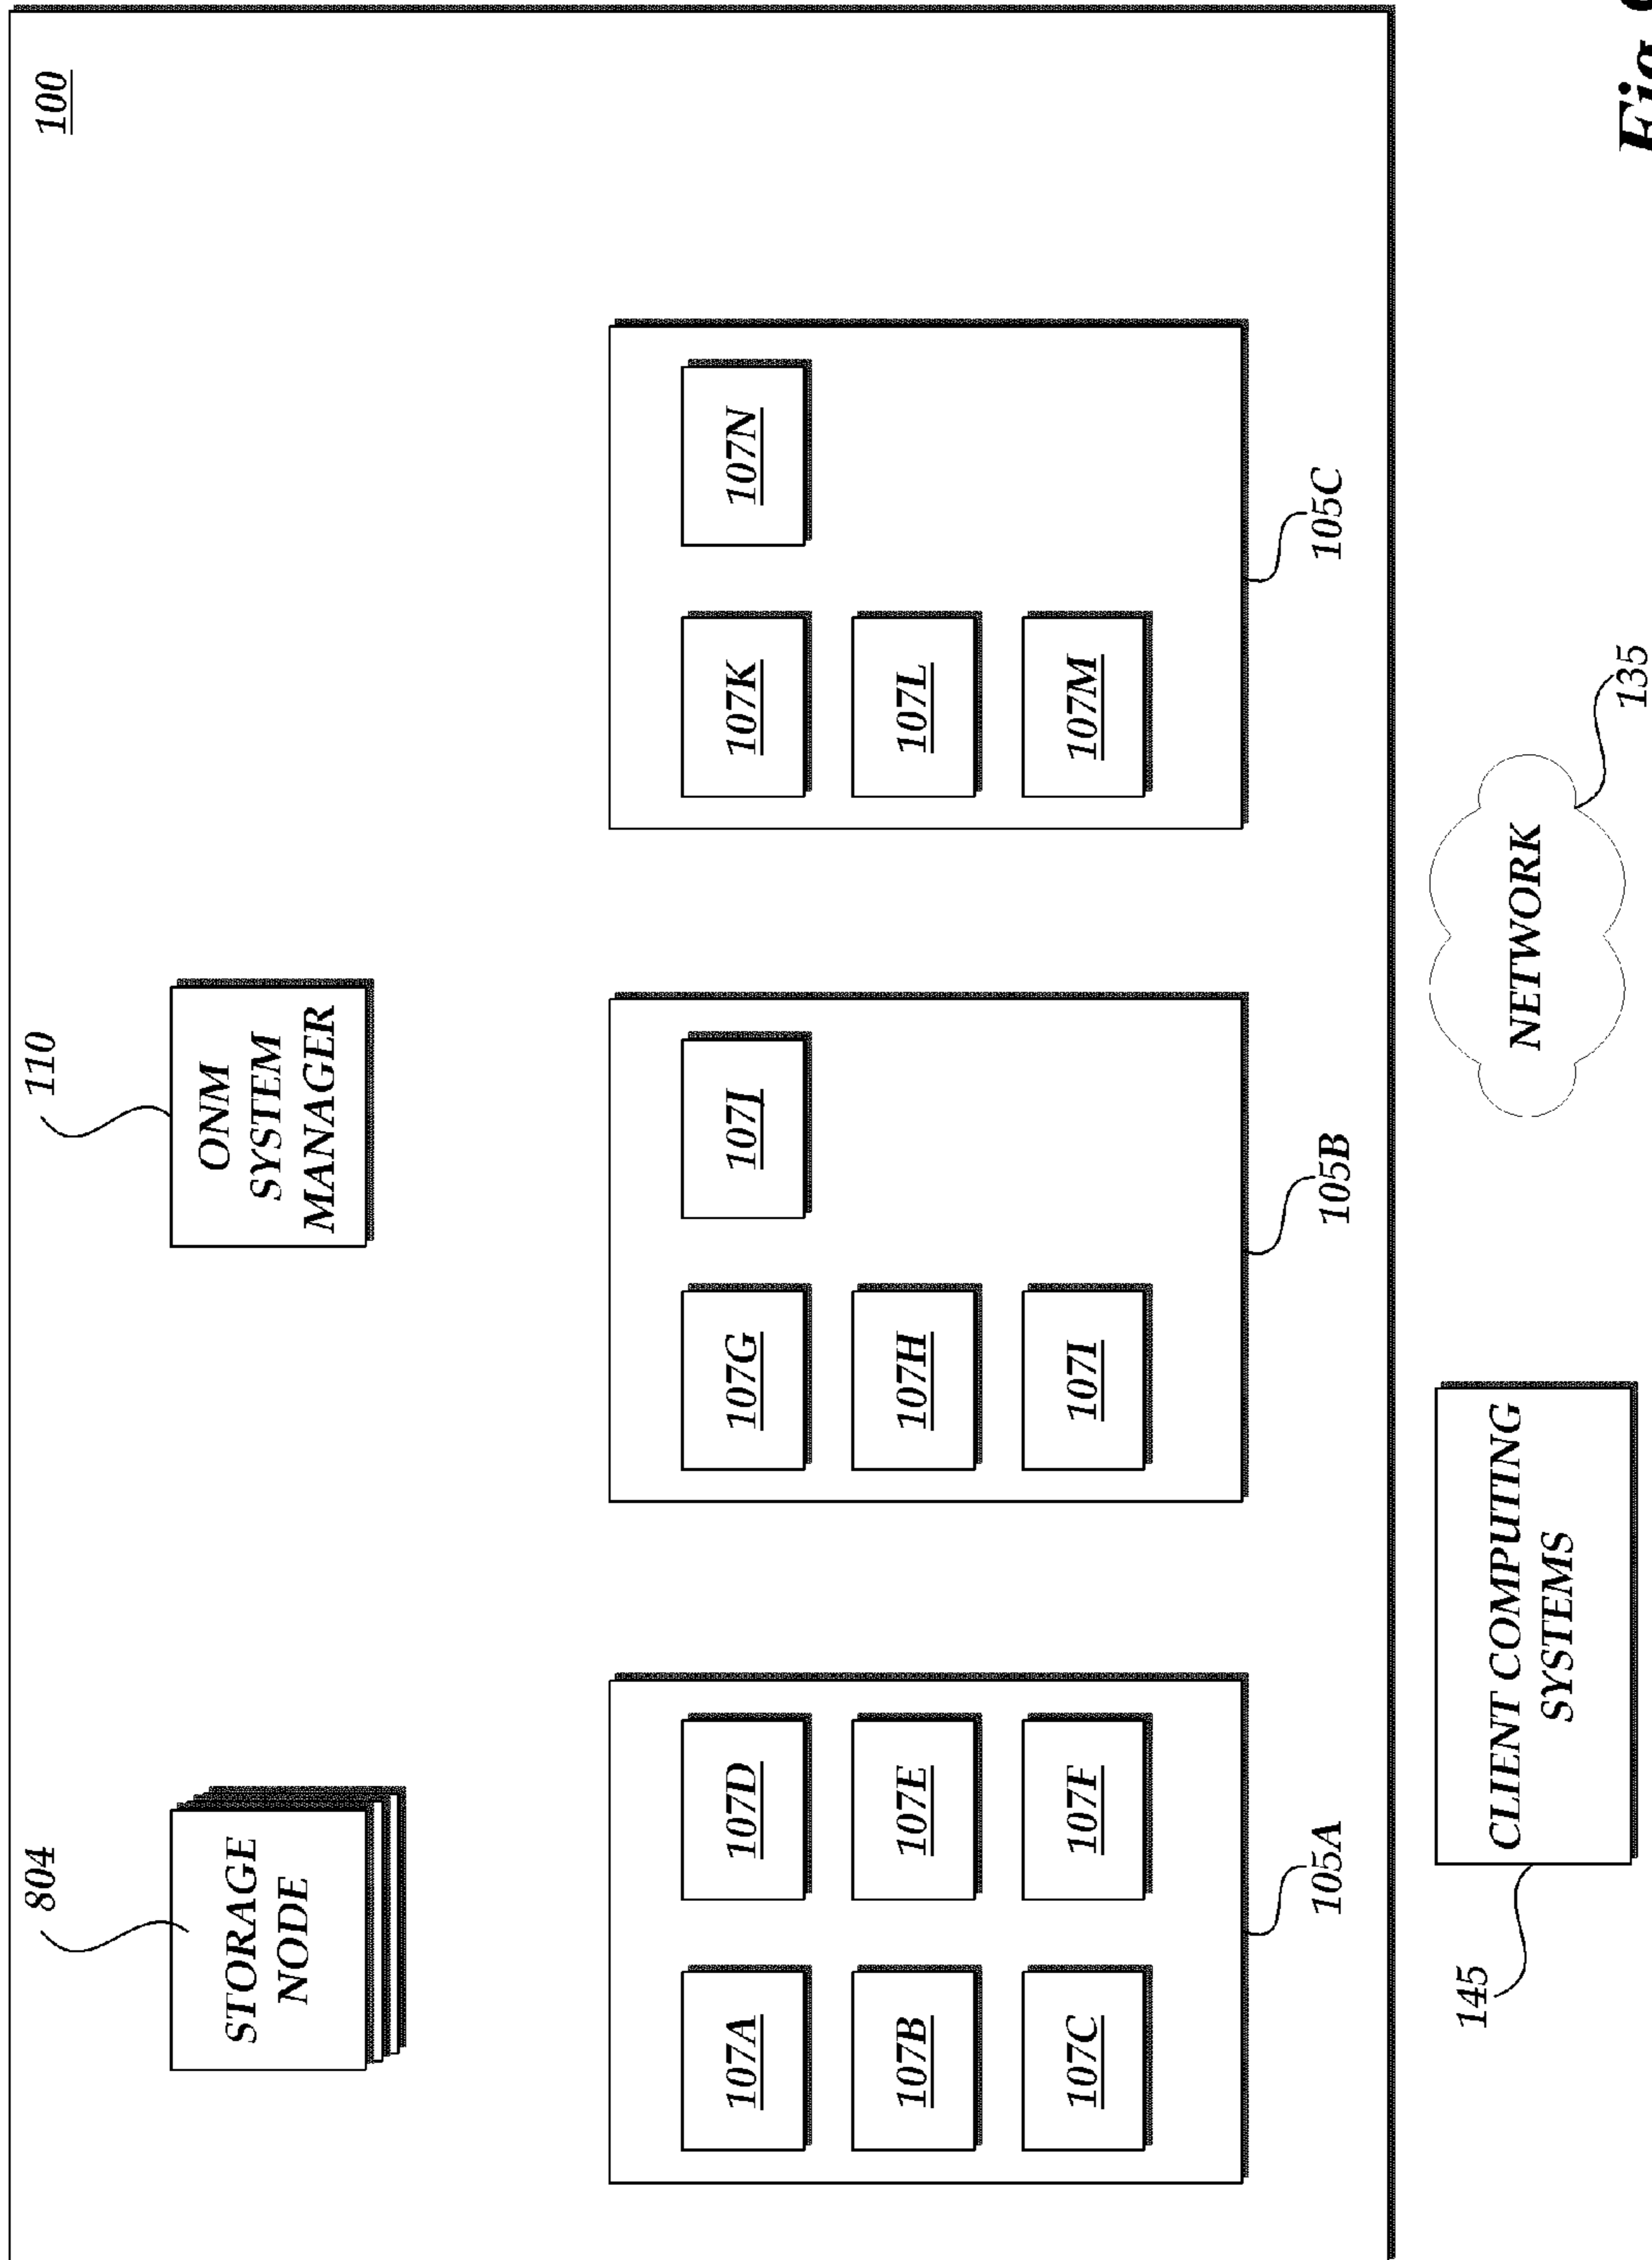 100
804
110
STORAGE
NODE
ONM
SYSTEM
MANAGER
107A
107D
107G
107J
107K
107N
107B
107E
107H
107L
107C
107F
107I
107M
105A
105B
105C
145
CLIENT COMPUTING
SYSTEMS
NETWORK
135